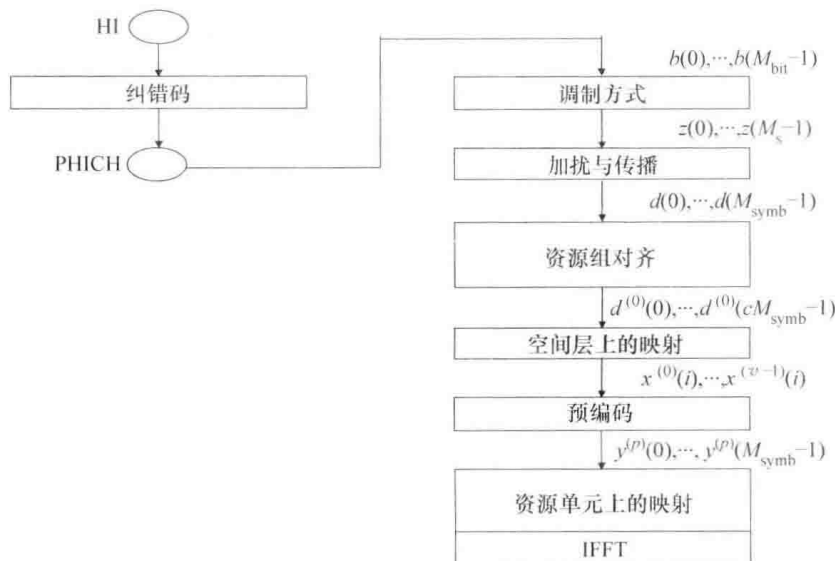 HI
纠错码
PHICH
b(0),···,b(M_bit−1)
调制方式
z(0),···,z(M_s−1)
加扰与传播
d(0),···,d(M_symb−1)
资源组对齐
d^(0)(0),···,d^(0)(cM_symb−1)
空间层上的映射
x^(0)(i),···,x^(v−1)(i)
预编码
y^(p)(0),···, y^(p)(M_symb−1)
资源单元上的映射
IFFT